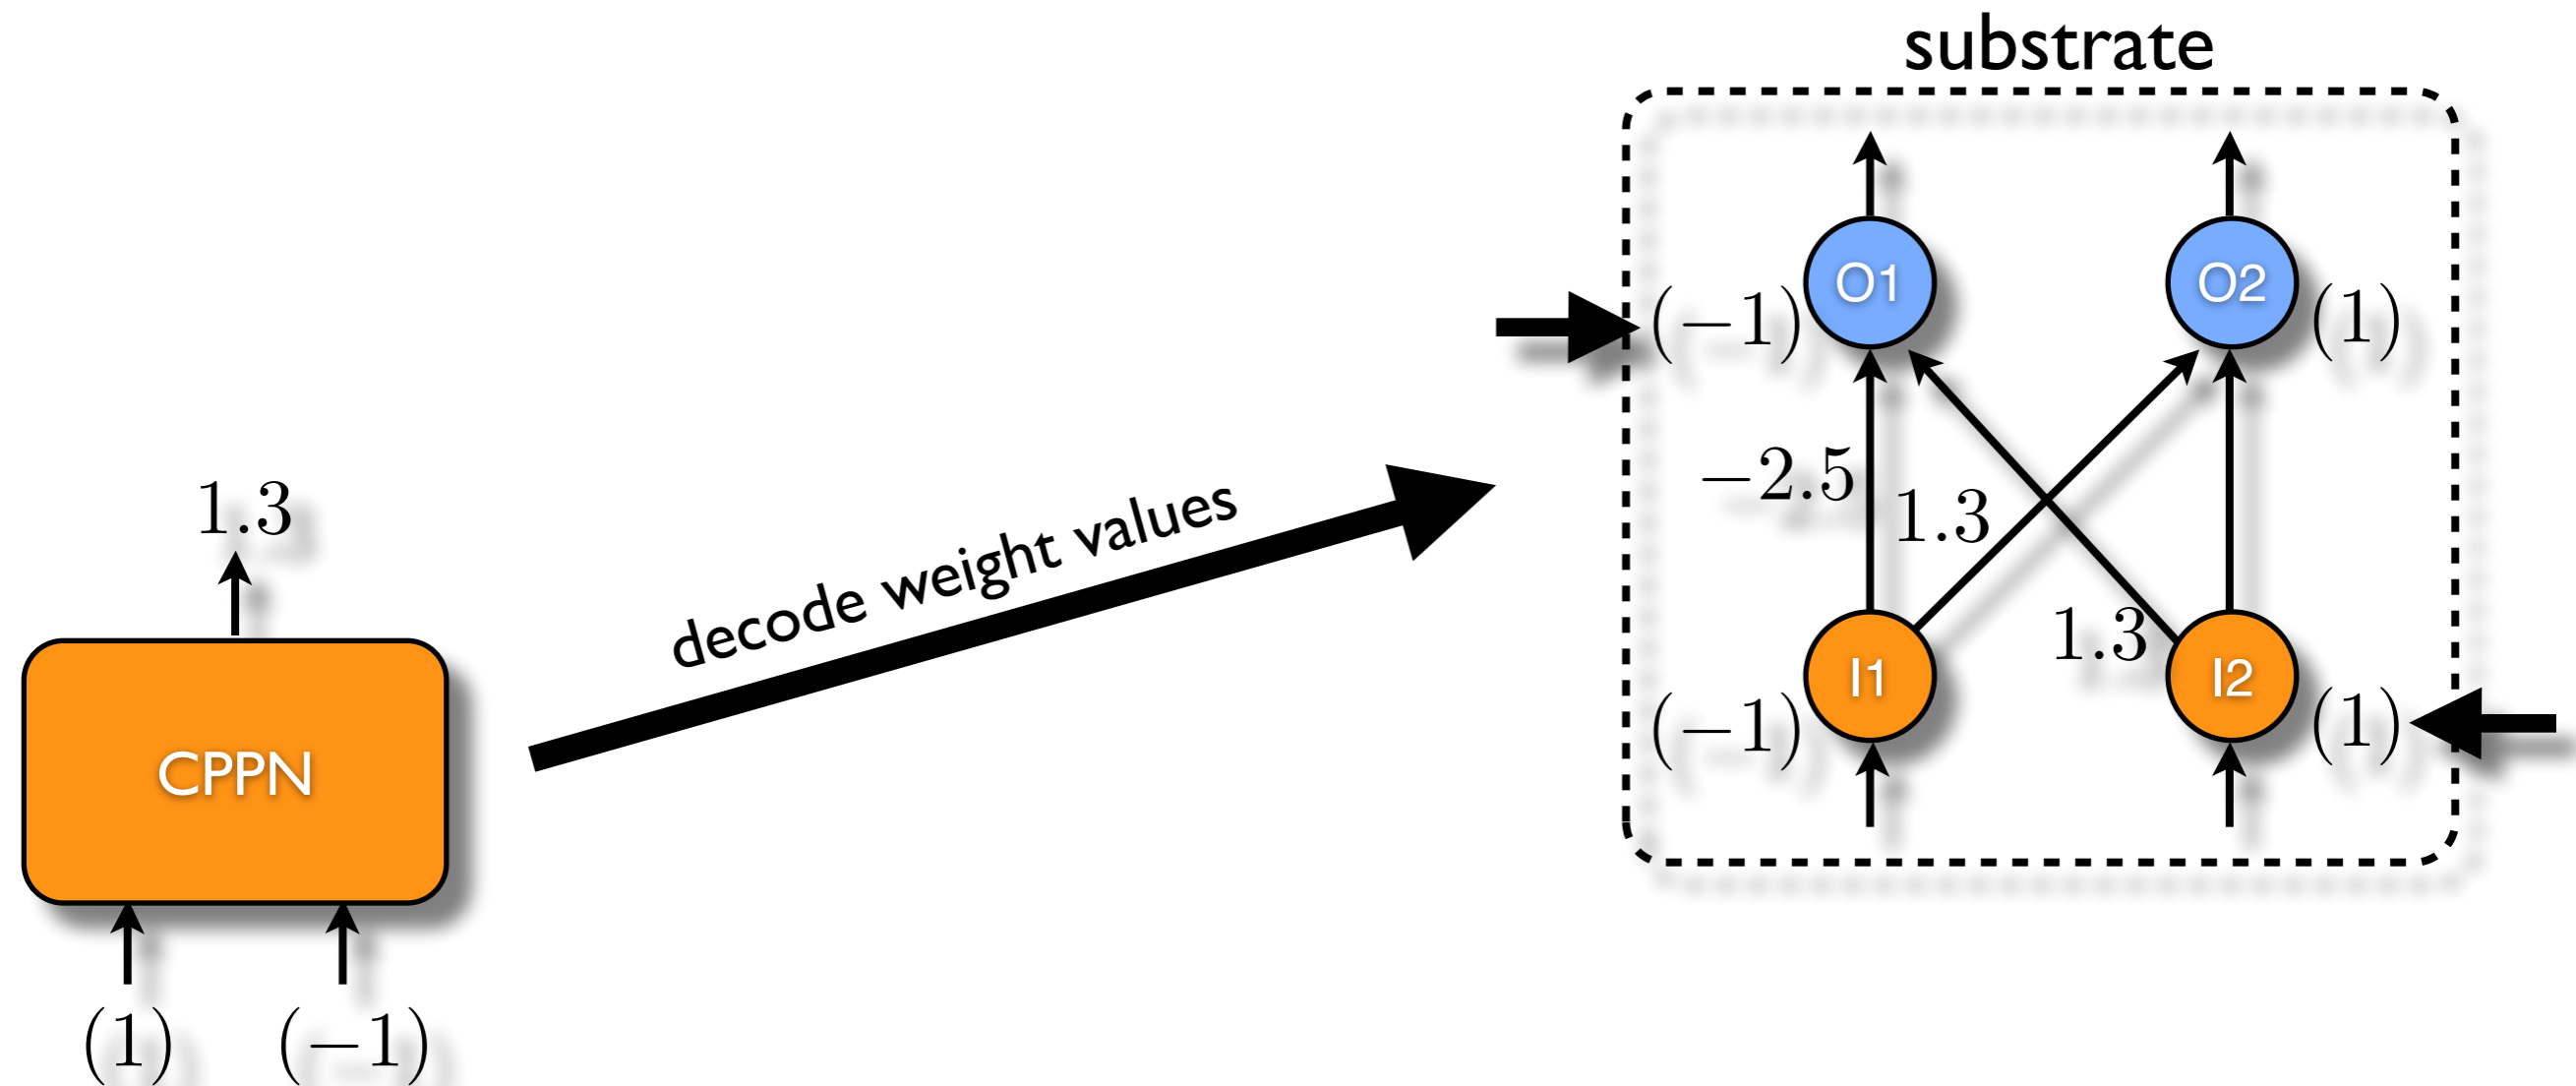 substrate
O1
O2
(−1)
(1)
−2.5
1.3
1.3
decode weight values
1.3
I1
I2
(−1)
(1)
CPPN
(1)
(−1)